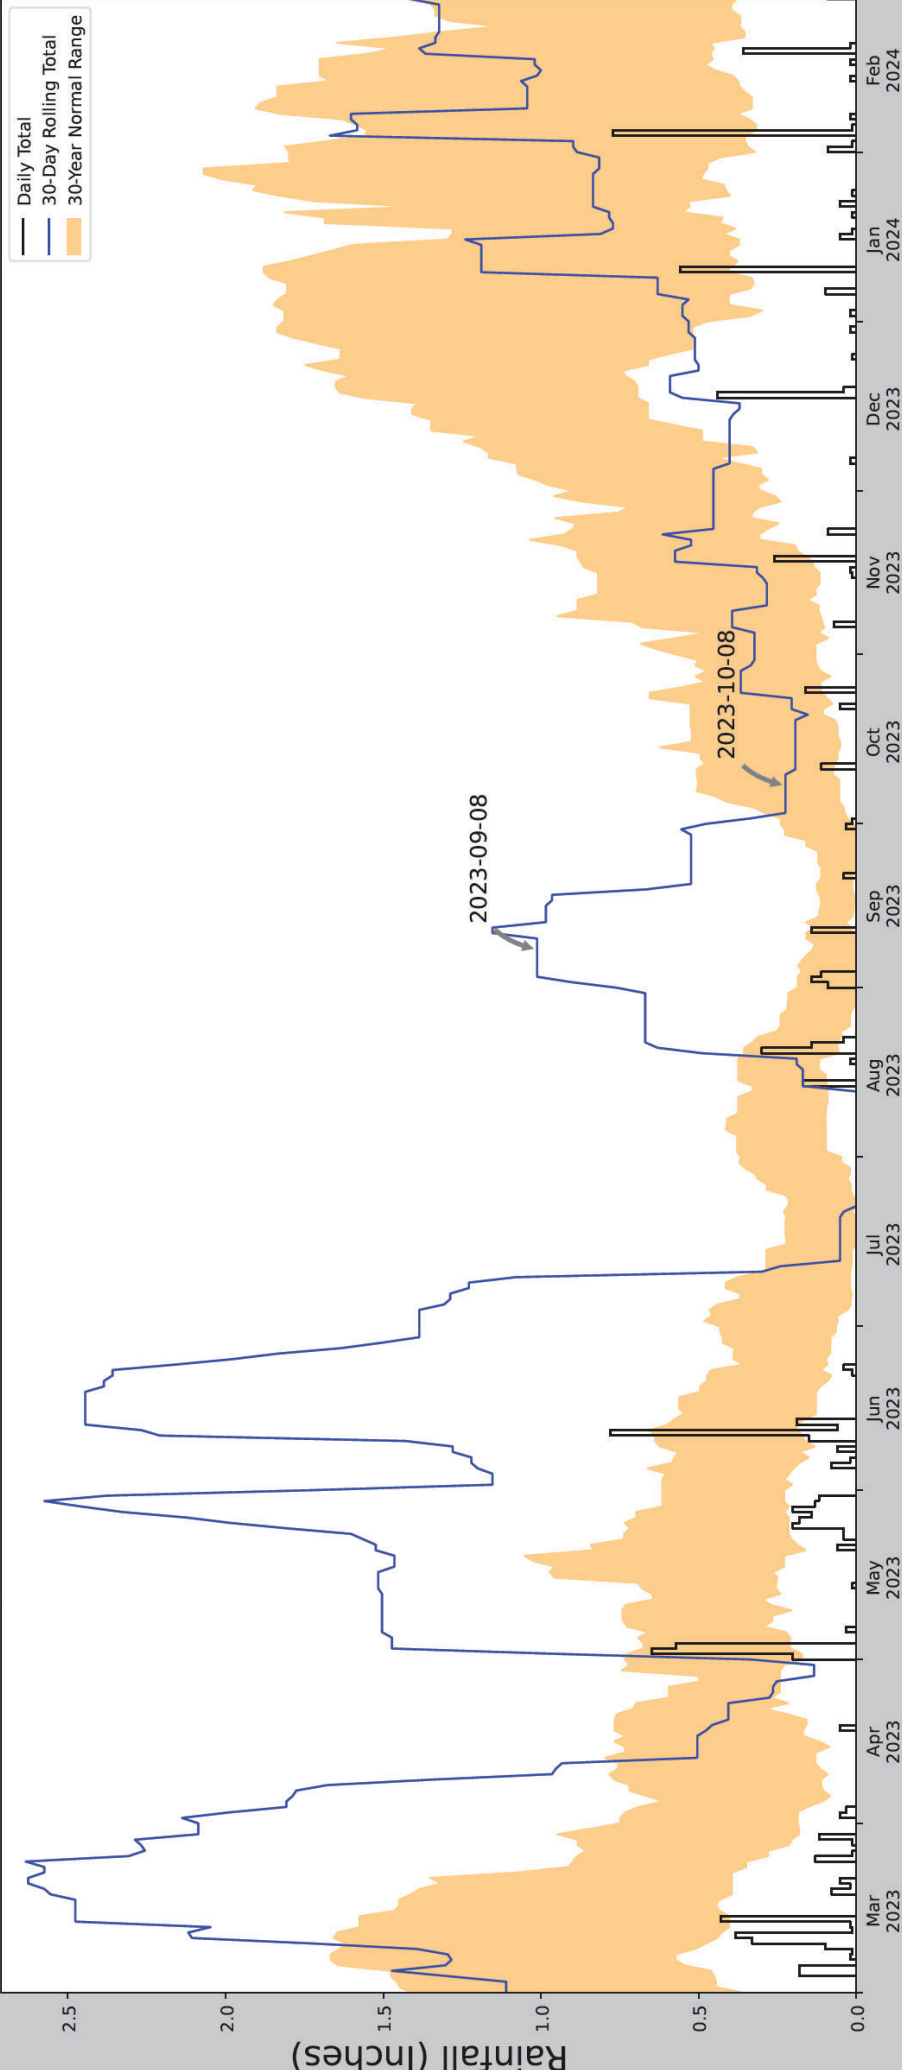 Daily Total
30-Day Rolling Total
30-Year Normal Range
2023-09-08
2023-10-08
Rainfall (Inches)
2.5
2.0
1.5
1.0
0.5
0.0
Mar
2023
Apr
2023
May
2023
Jun
2023
Jul
2023
Aug
2023
Sep
2023
Oct
2023
Nov
2023
Dec
2023
Jan
2024
Feb
2024